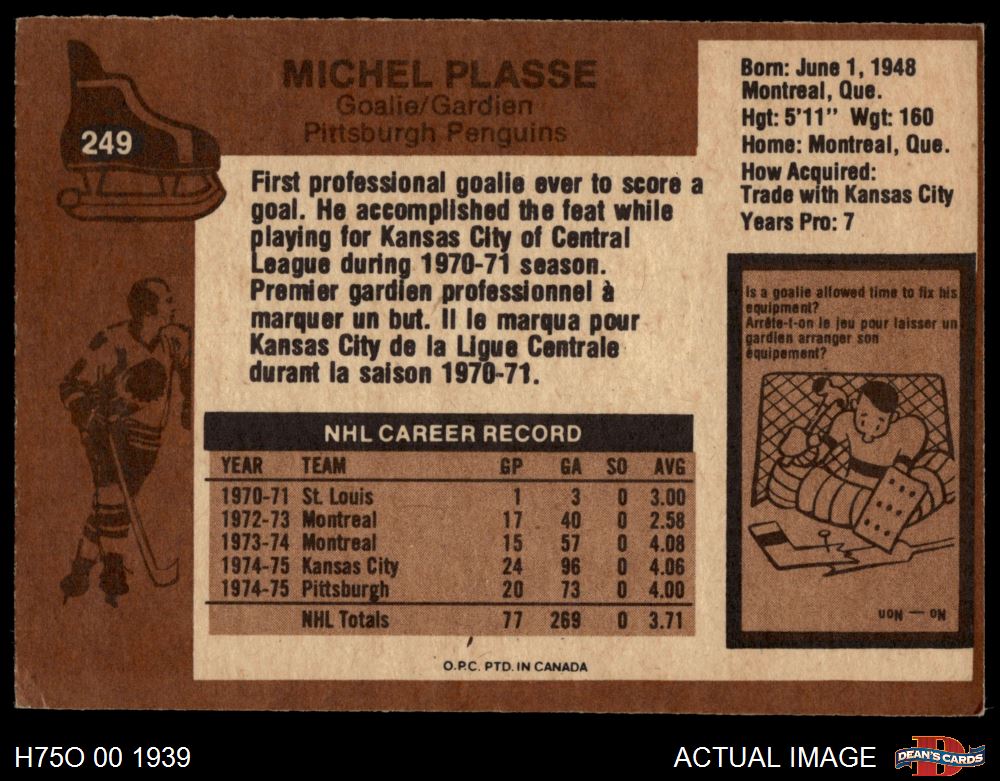 MICHEL PLASSE
Goalie/Gardien
Pittsburgh Penguins
249
Born: June 1, 1948
Montreal, Que.
Hgt: 5'11" Wgt: 160
Home: Montreal, Que.
How Acquired:
Trade with Kansas City
Years Pro: 7
First professional goalie ever to score a
goal. He accomplished the feat while
playing for Kansas City of Central
League during 1970-71 season.
Premier gardien professionnel à
marquer un but. Il le marqua pour
Kansas City de la Ligue Centrale
durant la saison 1970-71.
Is a goalie allowed time to fix his
equipment?
Arrête-t-on le jeu pour laisser un
gardien arranger son
équipement?
No — Non
NHL CAREER RECORD
YEAR TEAM GP GA SO AVG
1970-71 St. Louis 1 3 0 3.00
1972-73 Montreal 17 40 0 2.58
1973-74 Montreal 15 57 0 4.08
1974-75 Kansas City 24 96 0 4.06
1974-75 Pittsburgh 20 73 0 4.00
NHL Totals 77 269 0 3.71
O.P.C. PTD. IN CANADA
H75O 00 1939
ACTUAL IMAGE
D
DEAN'S CARDS